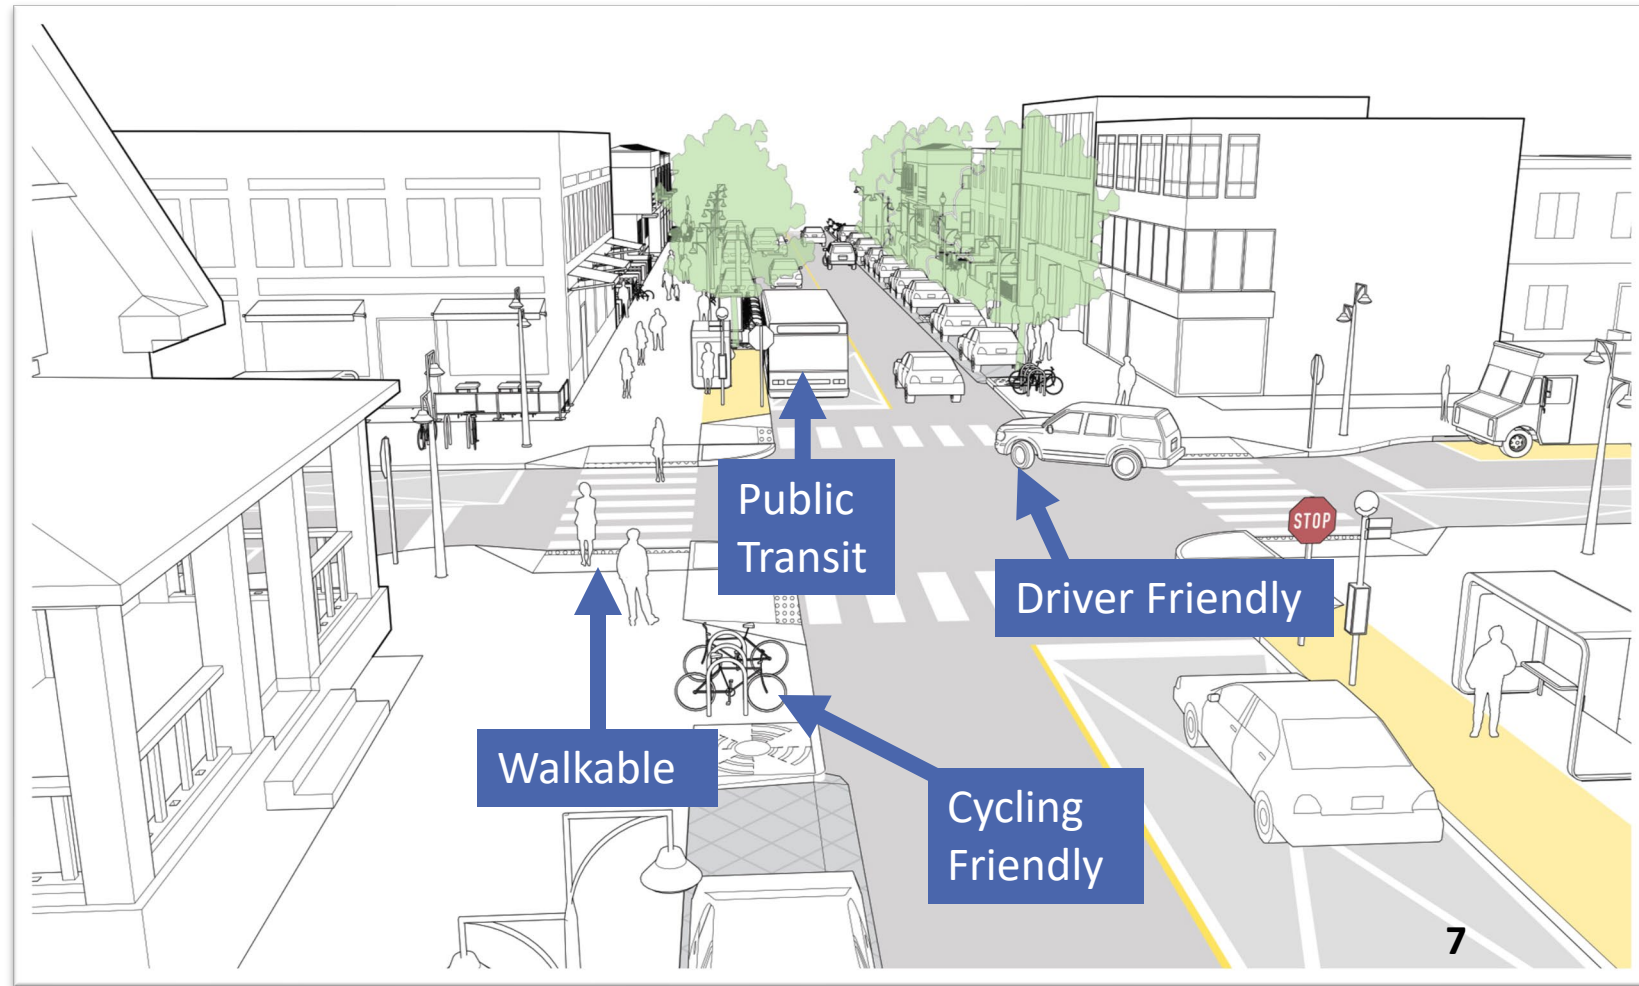 STOP
Public
Transit
Driver Friendly
Walkable
Cycling
Friendly
7